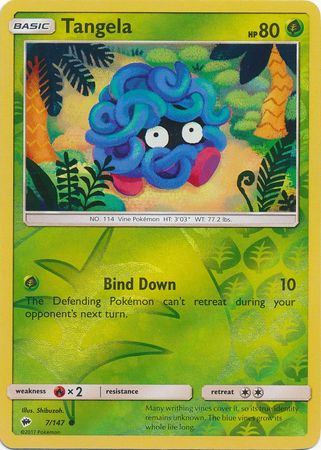 BASIC Tangela HP 80
NO. 114 Vine Pokémon HT: 3'03" WT: 77.2 lbs.
Bind Down 10
The Defending Pokémon can't retreat during your
opponent's next turn.
weakness × 2 resistance retreat
Illus. Shibuzoh.
7/147
©2017 Pokémon
Many writhing vines cover it, so its true identity
remains unknown. The blue vines grow its
whole life long.